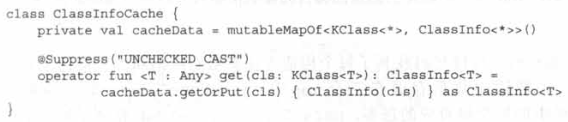 class ClassInfoCache {
    private val cacheData = mutableMapOf<KClass<*>, ClassInfo<*>>()
    @Suppress("UNCHECKED_CAST")
    operator fun <T : Any> get(cls: KClass<T>): ClassInfo<T> =
            cacheData.getOrPut(cls) { ClassInfo(cls) } as ClassInfo<T>
}